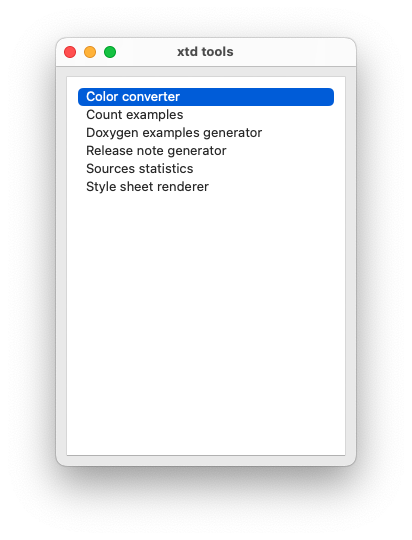 xtd tools
Color converter
Count examples
Doxygen examples generator
Release note generator
Sources statistics
Style sheet renderer